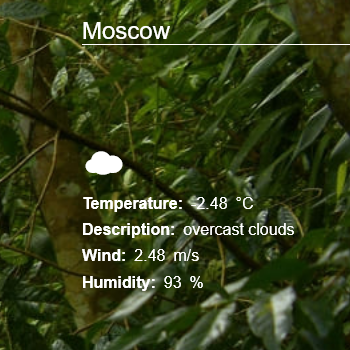 Moscow
Temperature: -2.48 °C
Description: overcast clouds
Wind: 2.48 m/s
Humidity: 93 %